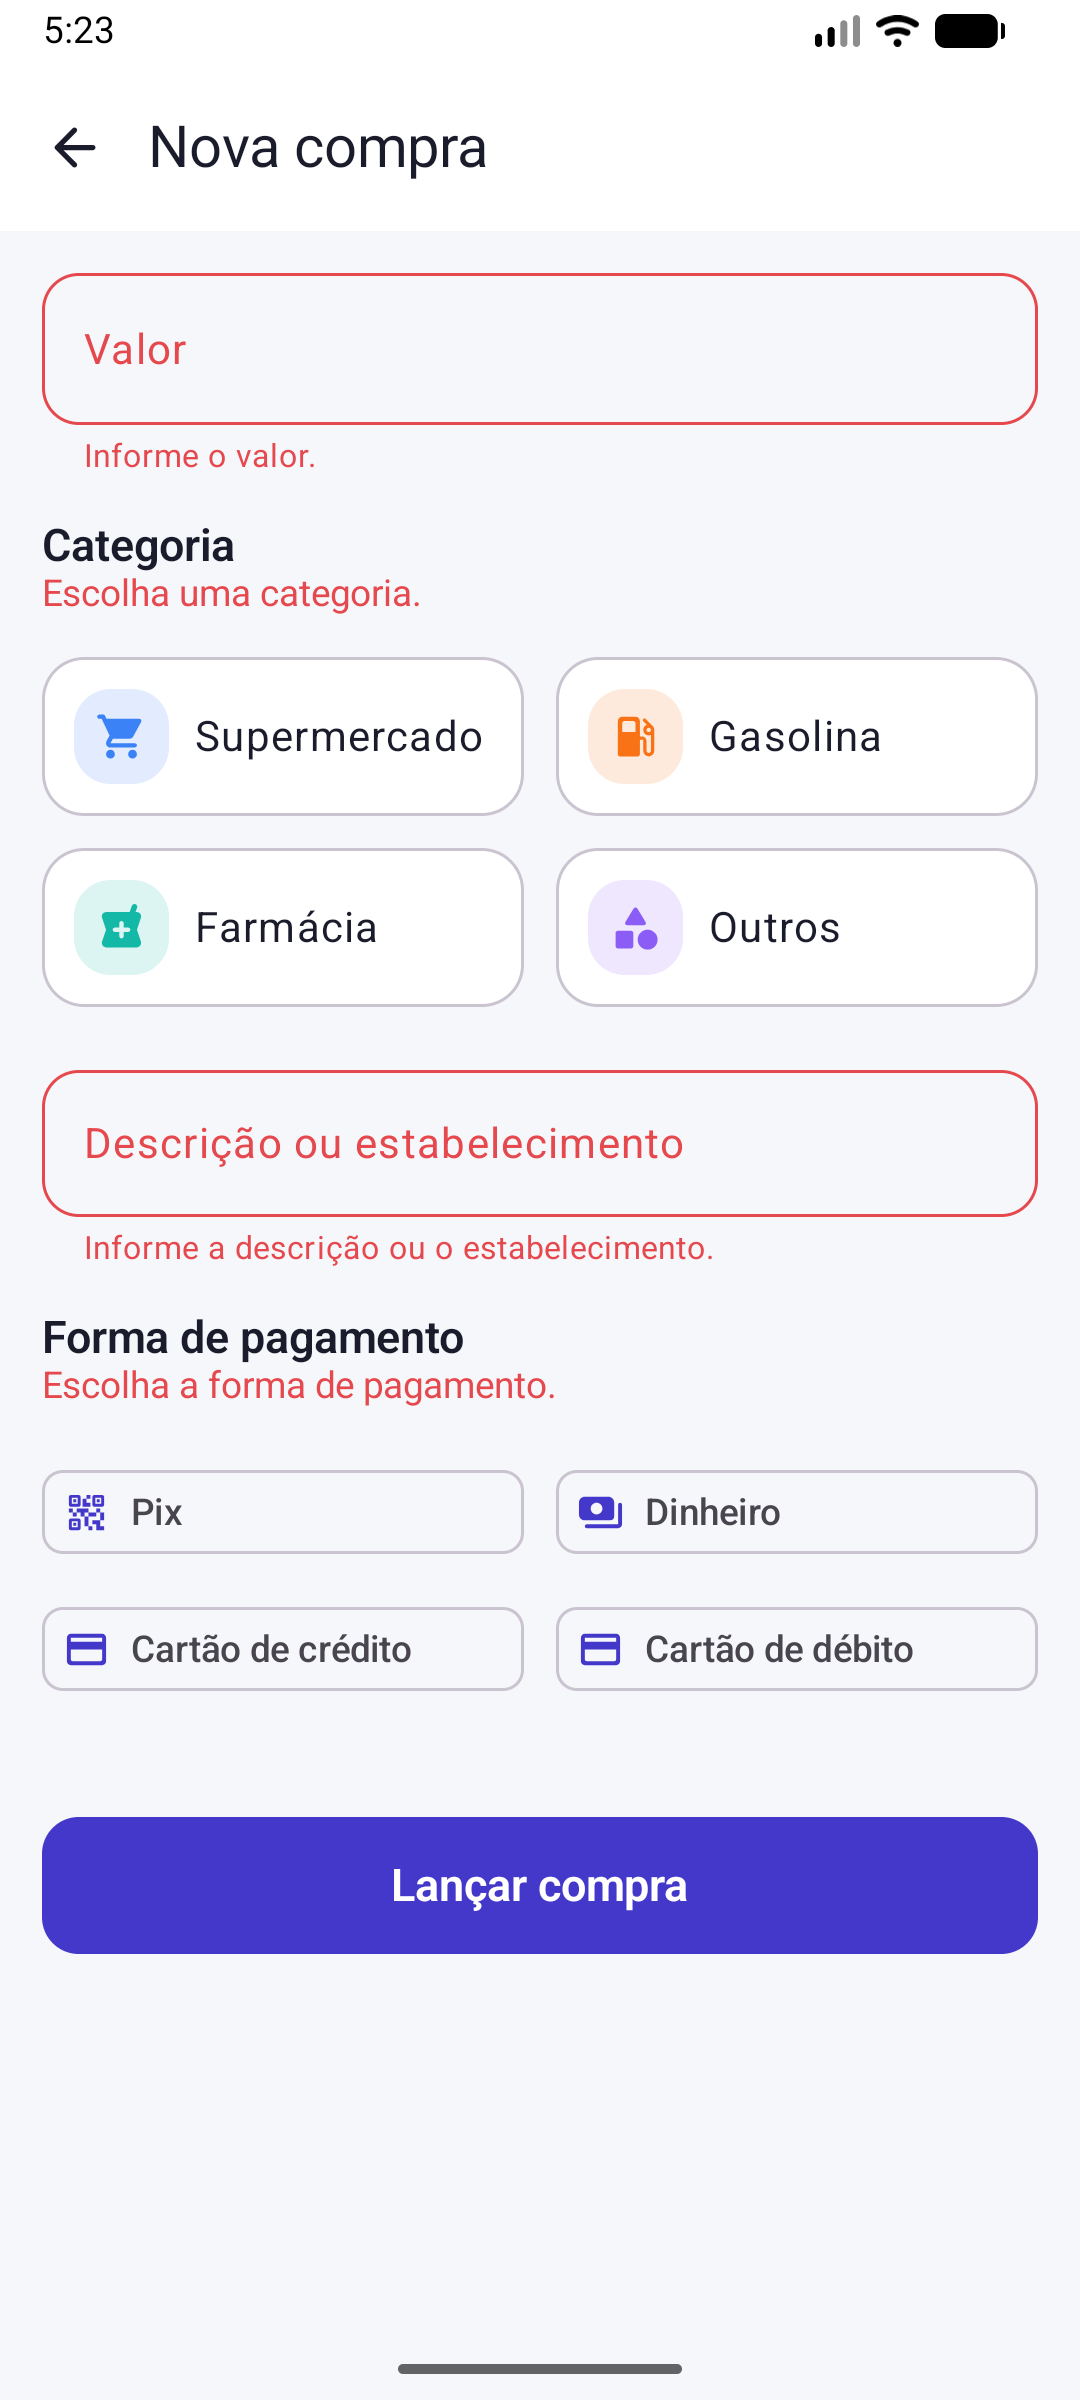 5:23
Nova compra
Valor
Informe o valor.
Categoria
Escolha uma categoria.
Supermercado
Gasolina
Farmácia
Outros
Descrição ou estabelecimento
Informe a descrição ou o estabelecimento.
Forma de pagamento
Escolha a forma de pagamento.
Pix
Dinheiro
Cartão de crédito
Cartão de débito
Lançar compra